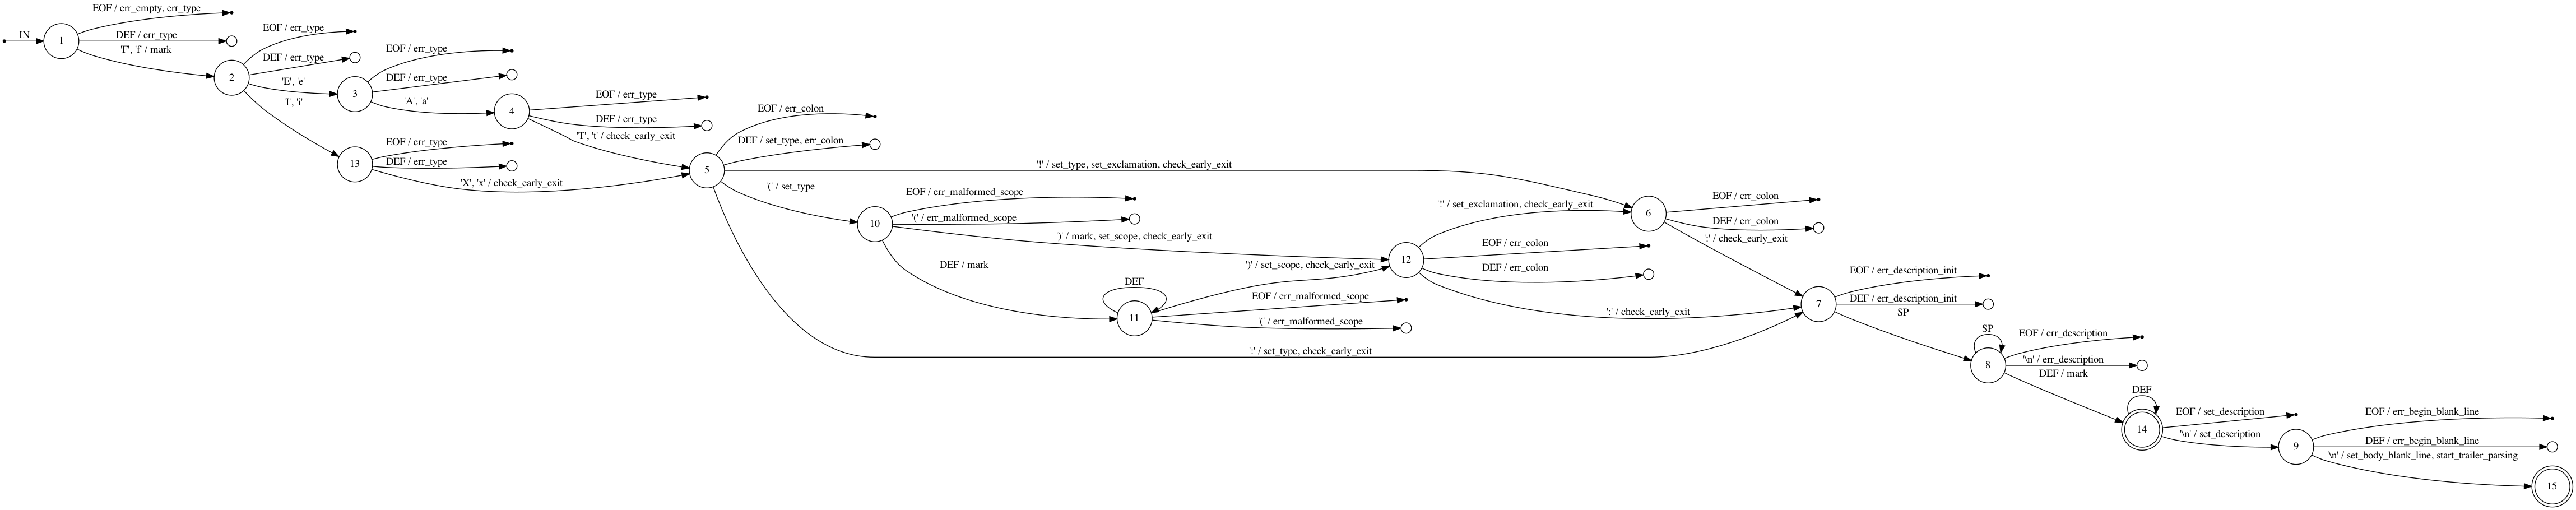 IN
1
EOF / err_empty, err_type
DEF / err_type
'F', 'f' / mark
2
EOF / err_type
DEF / err_type
'E', 'e'
'I', 'i'
3
EOF / err_type
DEF / err_type
'A', 'a'
13
EOF / err_type
DEF / err_type
'X', 'x' / check_early_exit
4
EOF / err_type
DEF / err_type
'T', 't' / check_early_exit
5
EOF / err_colon
DEF / set_type, err_colon
'!' / set_type, set_exclamation, check_early_exit
'(' / set_type
':' / set_type, check_early_exit
10
EOF / err_malformed_scope
'(' / err_malformed_scope
')' / mark, set_scope, check_early_exit
DEF / mark
11
DEF
')' / set_scope, check_early_exit
EOF / err_malformed_scope
'(' / err_malformed_scope
12
'!' / set_exclamation, check_early_exit
EOF / err_colon
DEF / err_colon
':' / check_early_exit
6
EOF / err_colon
DEF / err_colon
':' / check_early_exit
7
EOF / err_description_init
DEF / err_description_init
SP
8
SP
EOF / err_description
'\n' / err_description
DEF / mark
14
DEF
EOF / set_description
'\n' / set_description
9
EOF / err_begin_blank_line
DEF / err_begin_blank_line
'\n' / set_body_blank_line, start_trailer_parsing
15